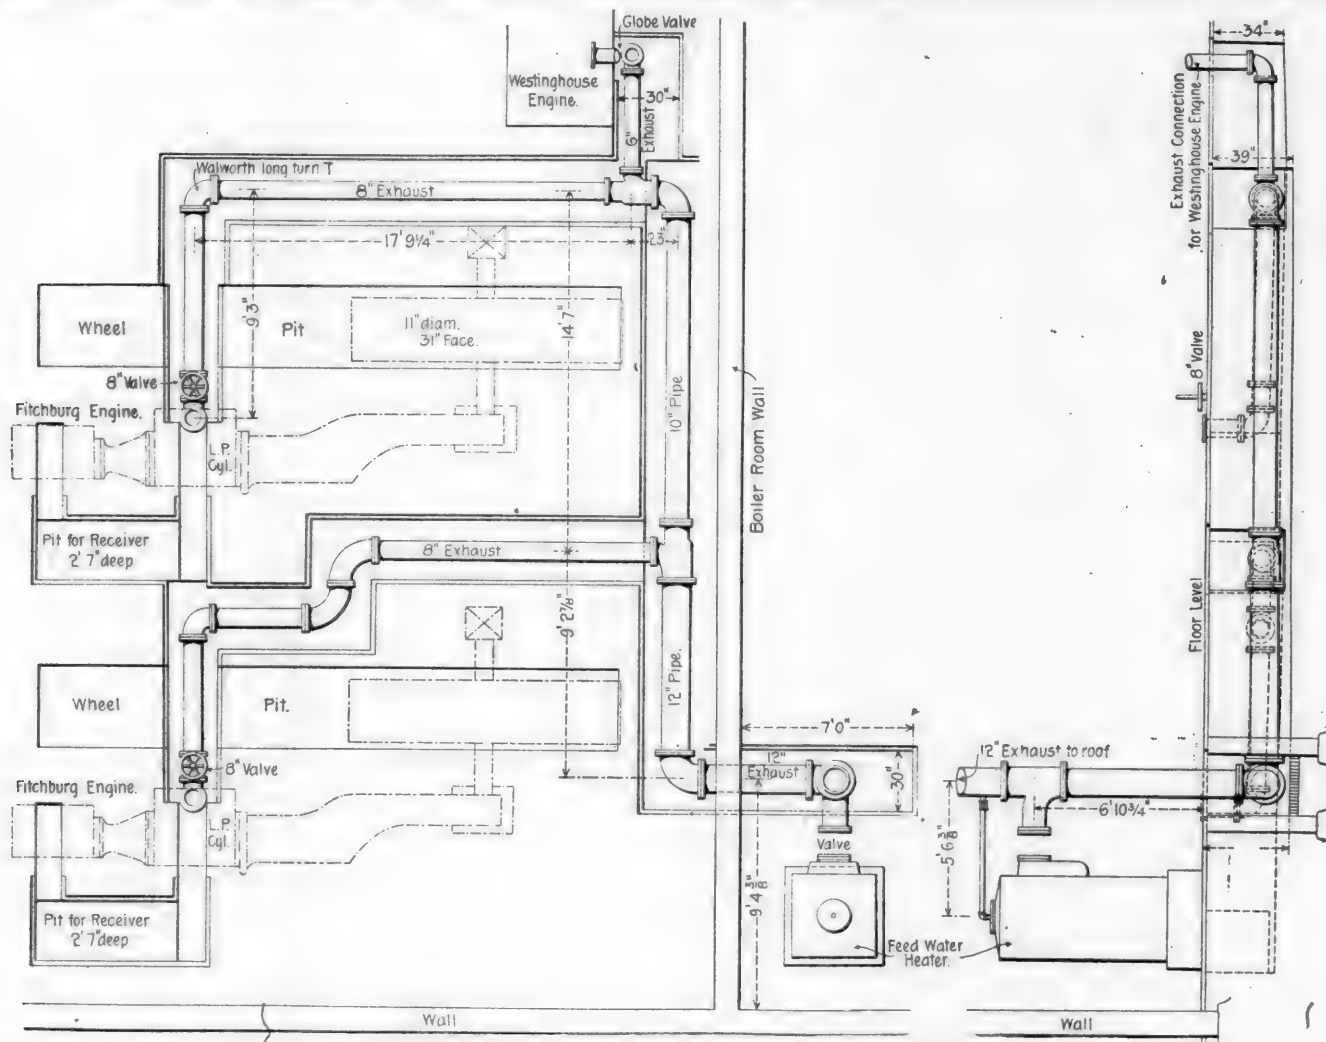 Globe Valve
34"
Westinghouse
Engine.
30"
6"
Exhaust
Exhaust Connection
for Westinghouse Engine
39"
Walworth long turn T
8" Exhaust
17' 9¼"
23"
9' 3"
14' 7"
Wheel
Pit
11" diam.
31" Face.
8" Valve
8" Valve
Fitchburg Engine.
L.P.
Cyl.
10" Pipe
Boiler Room Wall
Pit for Receiver
2' 7" deep
8" Exhaust
9' 2⅞"
Floor Level
Wheel
Pit.
12" Pipe.
7' 0"
8" Valve
12"
Exhaust
30"
12" Exhaust to roof
Fitchburg Engine.
L.P.
Cyl.
6' 10¾"
5' 6⅜"
Valve
9' 4⅜"
Pit for Receiver
2' 7" deep
Feed Water
Heater.
Wall
Wall